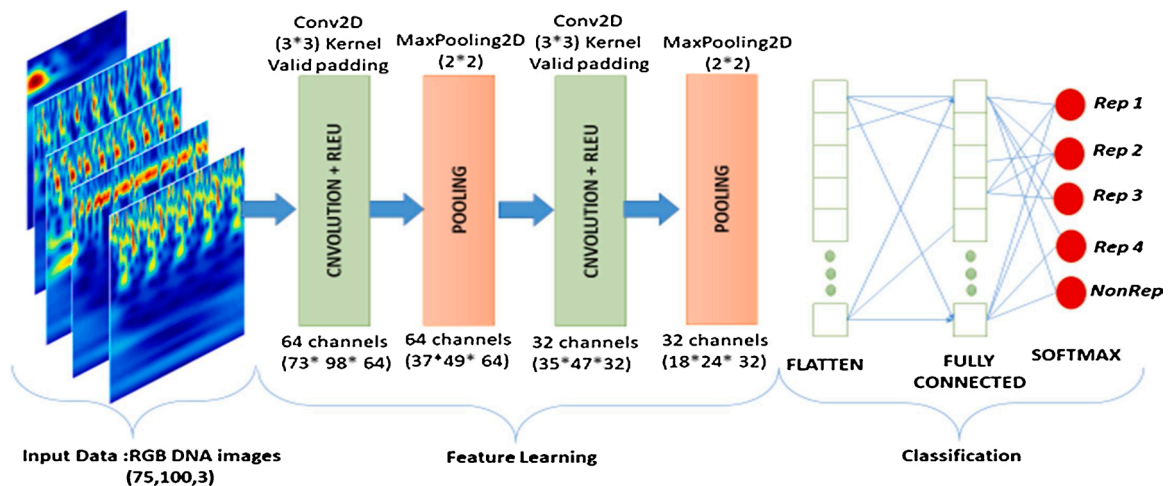 Conv2D
(3*3) Kernel
Valid padding
MaxPooling2D
(2*2)
Conv2D
(3*3) Kernel
Valid padding
MaxPooling2D
(2*2)
CNVOLUTION + RLEU
POOLING
CNVOLUTION + RLEU
POOLING
Rep 1
Rep 2
Rep 3
Rep 4
NonRep
64 channels
(73* 98* 64)
64 channels
(37*49* 64)
32 channels
(35*47*32)
32 channels
(18*24* 32)
FLATTEN
FULLY
CONNECTED
SOFTMAX
Input Data :RGB DNA images
(75,100,3)
Feature Learning
Classification